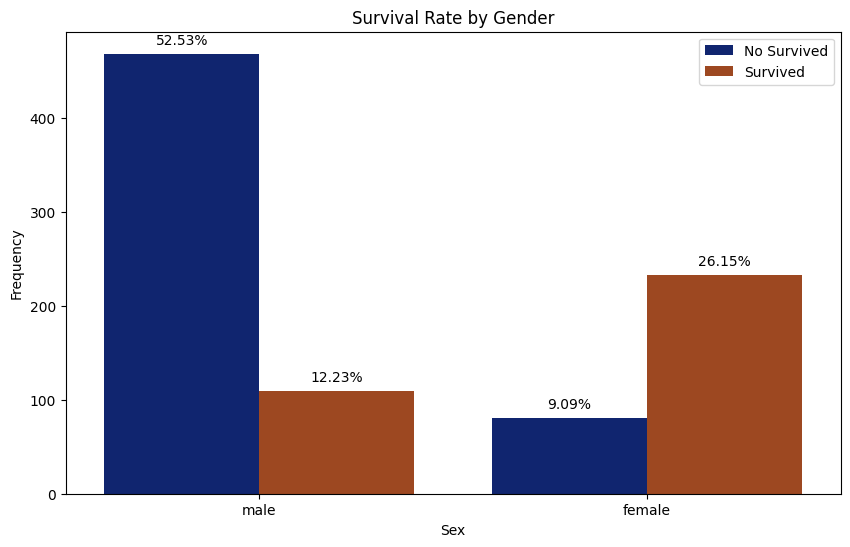 Survival Rate by Gender
52.53%
No Survived
Survived
400
300
26.15%
Frequency
200
12.23%
9.09%
100
0
male
female
Sex